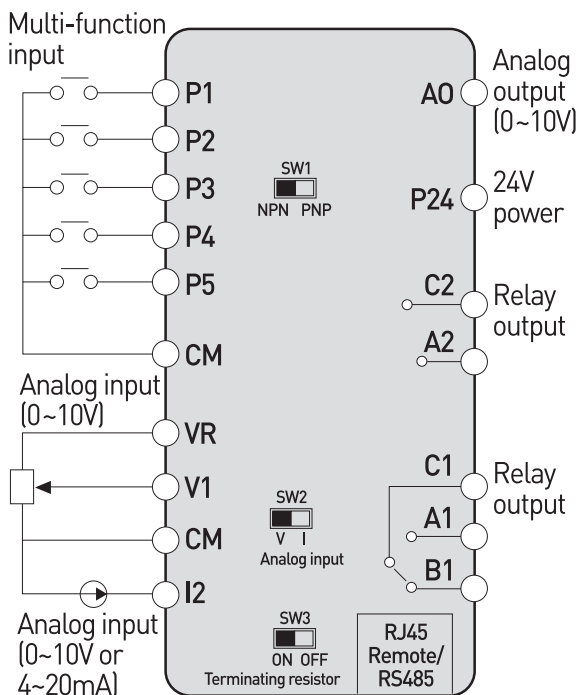 Multi-function
input
P1
P2
P3
P4
P5
CM
Analog input
(0~10V)
VR
V1
CM
I2
Analog input
(0~10V or
4~20mA)
SW1
NPN PNP
SW2
V I
Analog input
SW3
ON OFF
Terminating resistor
RJ45
Remote/
RS485
AO
Analog
output
(0~10V)
P24
24V
power
C2
A2
Relay
output
C1
A1
B1
Relay
output